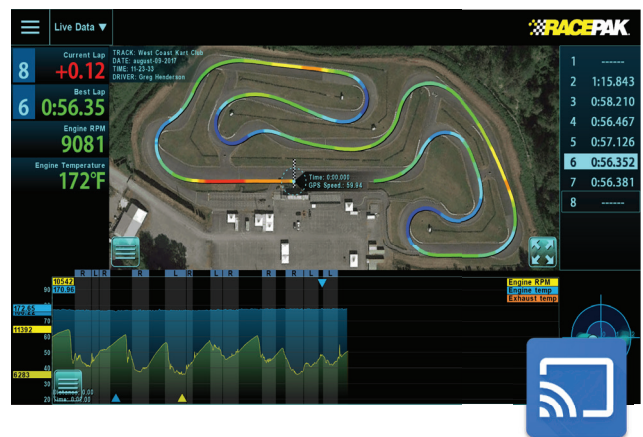 Live Data ▼
RACEPAK.
8
Current Lap
+0.12
6
Best Lap
0:56.35
Engine RPM
9081
Engine Temperature
172°F
TRACK: West Coast Kart Club
DATE: august-09-2017
TIME: 11-23-33
DRIVER: Greg Henderson
Time: 0:00.000
GPS Speed: 59.94
1 ------
2 1:15.843
3 0:58.210
4 0:56.467
5 0:57.126
6 0:56.352
7 0:56.381
8 ------
R L R R L R L R R R L L
10542
90 170.96
Engine RPM
Engine temp
Exhaust temp
11392
70
60
50
40
6283
30
20